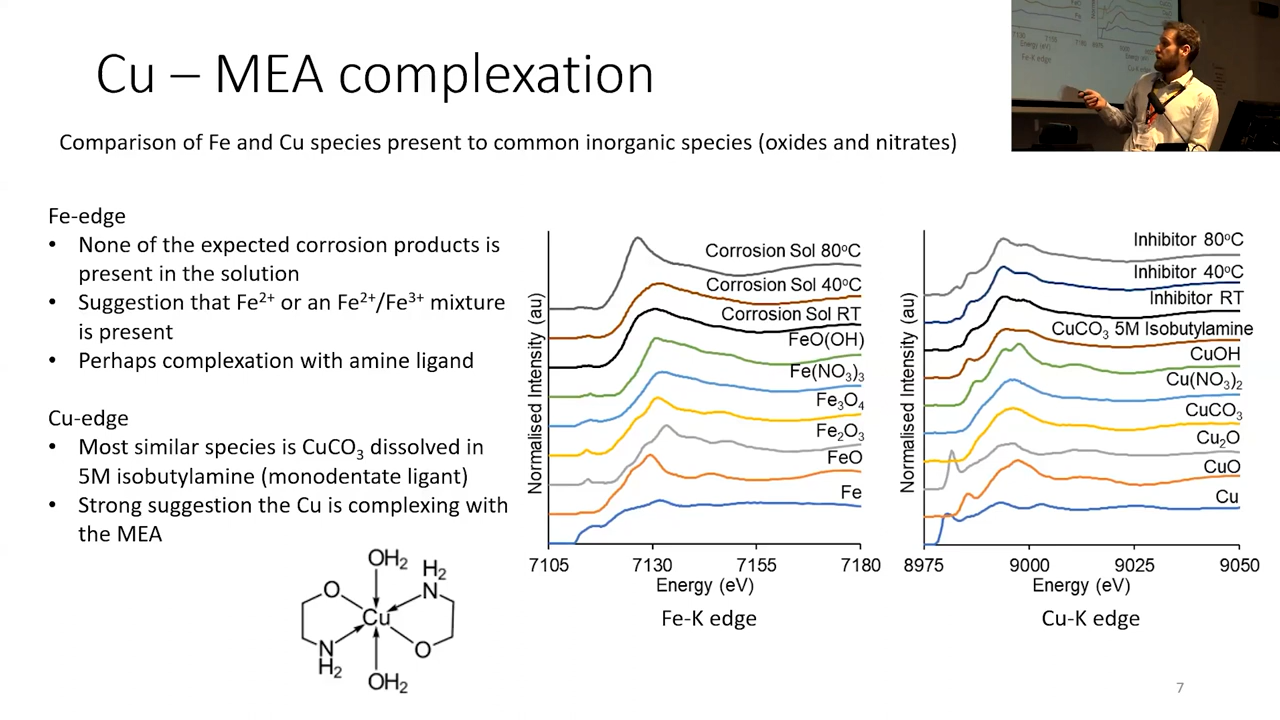 Cu – MEA complexation
Comparison of Fe and Cu species present to common inorganic species (oxides and nitrates)
Fe-edge
• None of the expected corrosion products is
present in the solution
• Suggestion that Fe²⁺ or an Fe²⁺/Fe³⁺ mixture
is present
• Perhaps complexation with amine ligand
Cu-edge
• Most similar species is CuCO₃ dissolved in
5M isobutylamine (monodentate ligant)
• Strong suggestion the Cu is complexing with
the MEA
OH₂
H₂
O
N
Cu
N
O
H₂
OH₂
Normalised Intensity (au)
Corrosion Sol 80°C
Corrosion Sol 40°C
Corrosion Sol RT
FeO(OH)
Fe(NO₃)₃
Fe₃O₄
Fe₂O₃
FeO
Fe
7105 7130 7155 7180
Energy (eV)
Fe-K edge
Normalised Intensity (au)
Inhibitor 80°C
Inhibitor 40°C
Inhibitor RT
CuCO₃ 5M Isobutylamine
CuOH
Cu(NO₃)₂
CuCO₃
Cu₂O
CuO
Cu
8975 9000 9025 9050
Energy (eV)
Cu-K edge
7